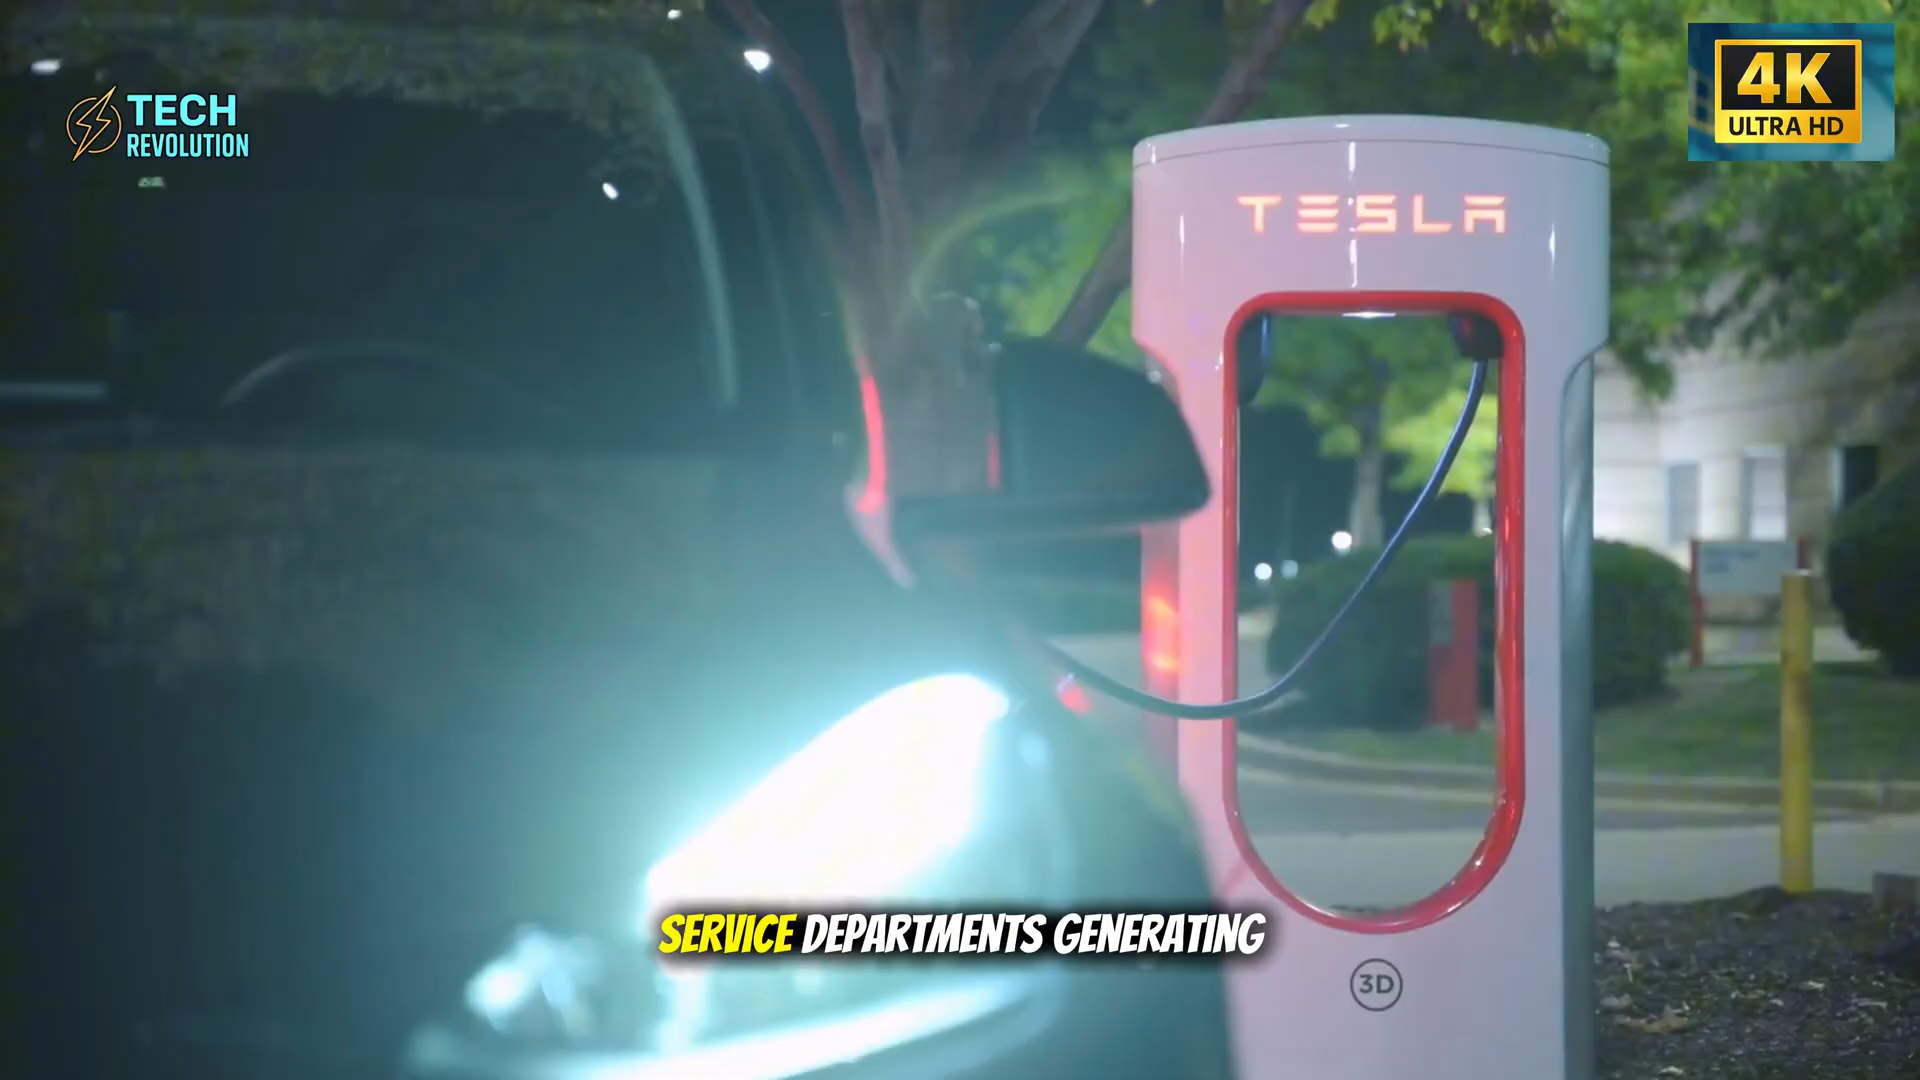 TECH
REVOLUTION
4K
ULTRA HD
TESLA
SERVICE DEPARTMENTS GENERATING
3D